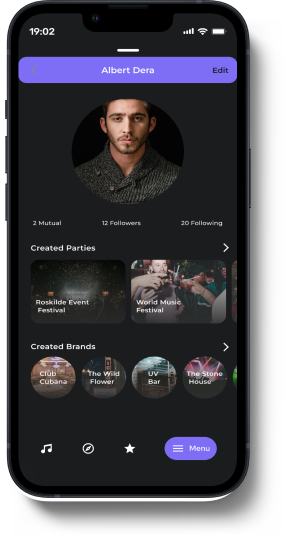 19:02
Albert Dera
Edit
2 Mutual
12 Followers
20 Following
Created Parties
Roskilde Event
Festival
World Music
Festival
Created Brands
Club
Cubana
The Wild
Flower
UV
Bar
The Stone
House
Menu